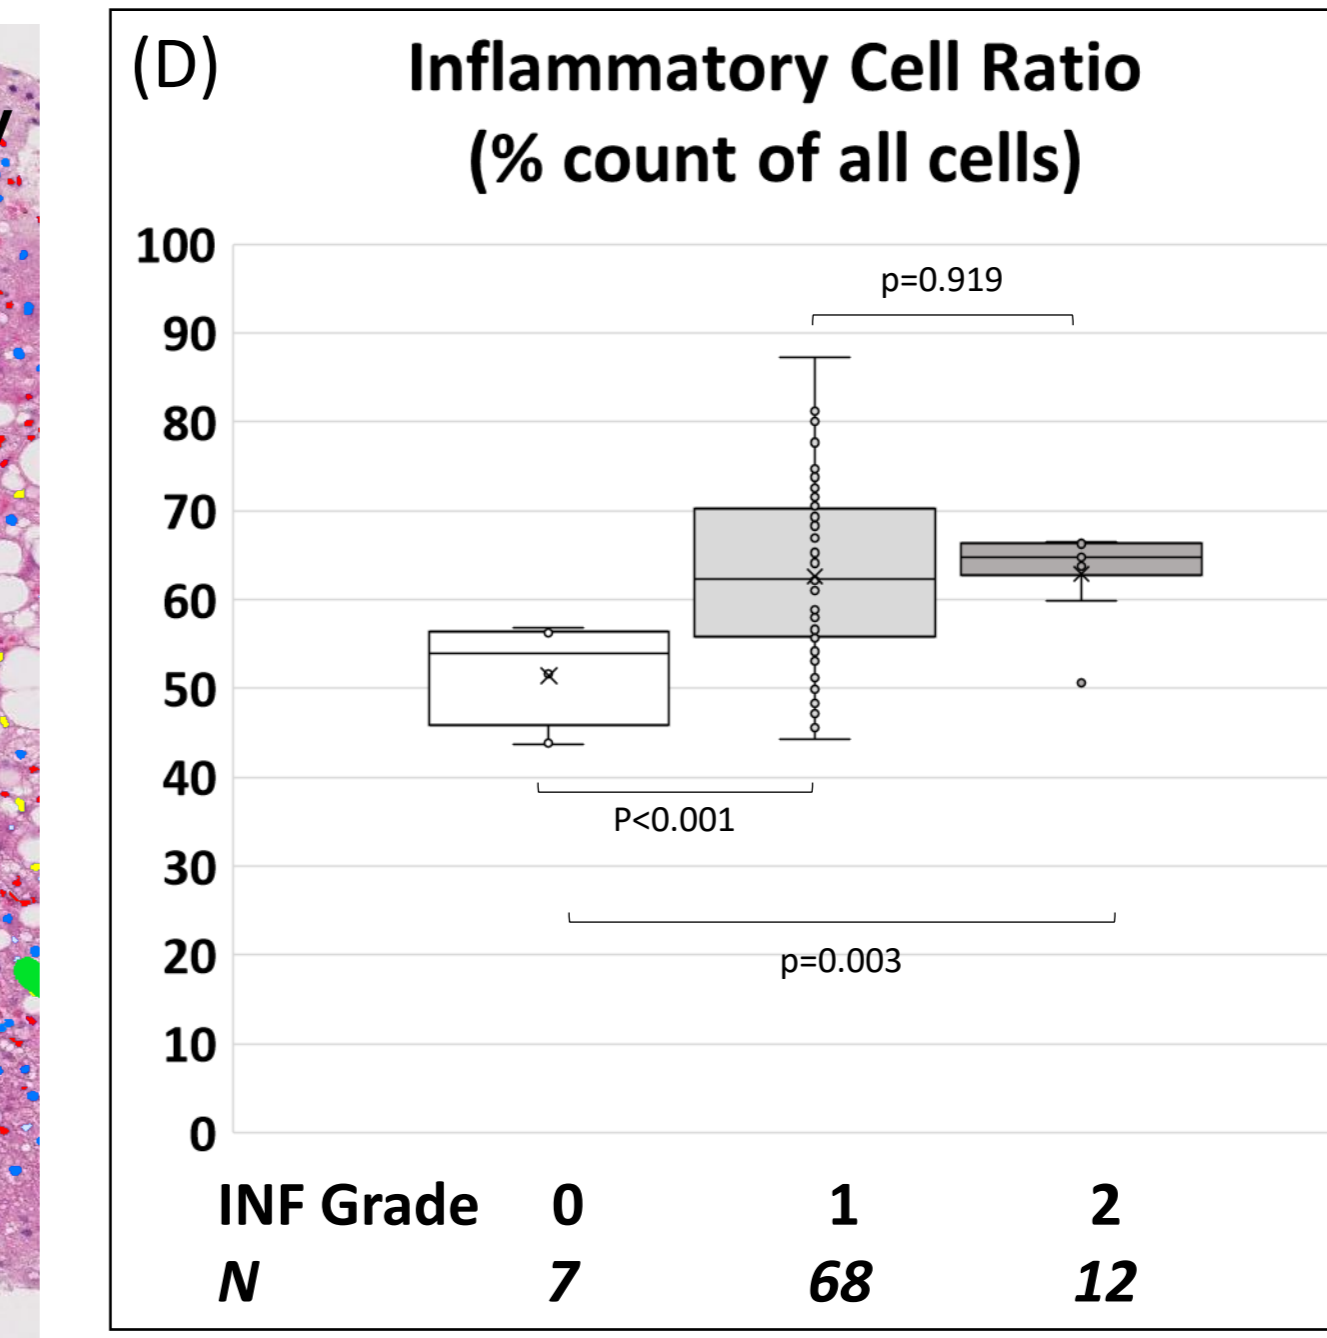 (D)
Inflammatory Cell Ratio
(% count of all cells)
100
p=0.919
90
80
70
60
50
40
P<0.001
30
20
p=0.003
10
0
INF Grade 0 1 2
N 7 68 12